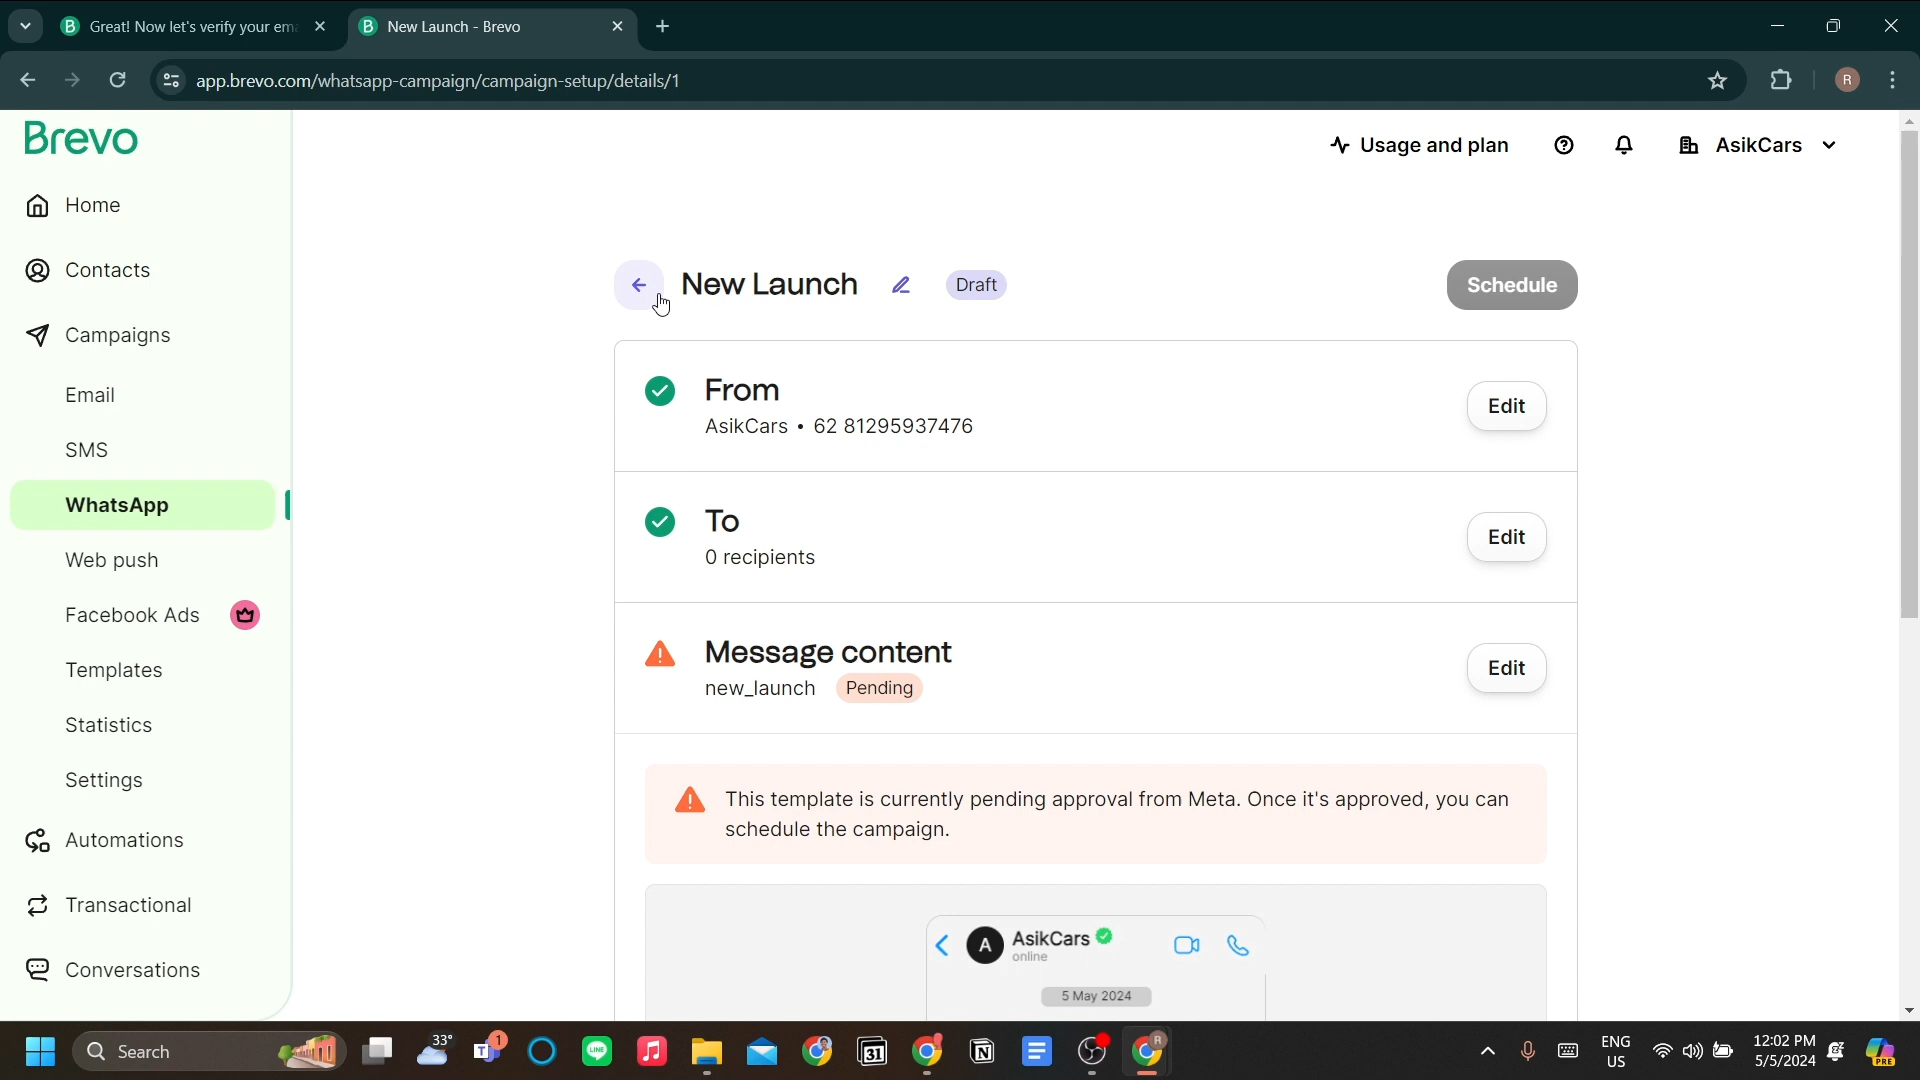 Great! Now let's verify your em
New Launch - Brevo
app.brevo.com/whatsapp-campaign/campaign-setup/details/1
R
Brevo
Usage and plan
AsikCars
Home
Contacts
Campaigns
Email
SMS
WhatsApp
Web push
Facebook Ads
Templates
Statistics
Settings
Automations
Transactional
Conversations
New Launch
Draft
Schedule
From
AsikCars • 62 81295937476
Edit
To
0 recipients
Edit
Message content
new_launch Pending
Edit
This template is currently pending approval from Meta. Once it's approved, you can
schedule the campaign.
A
AsikCars
online
5 May 2024
Search
33°
1
31
R
ENG
US
12:02 PM
5/5/2024
PRE